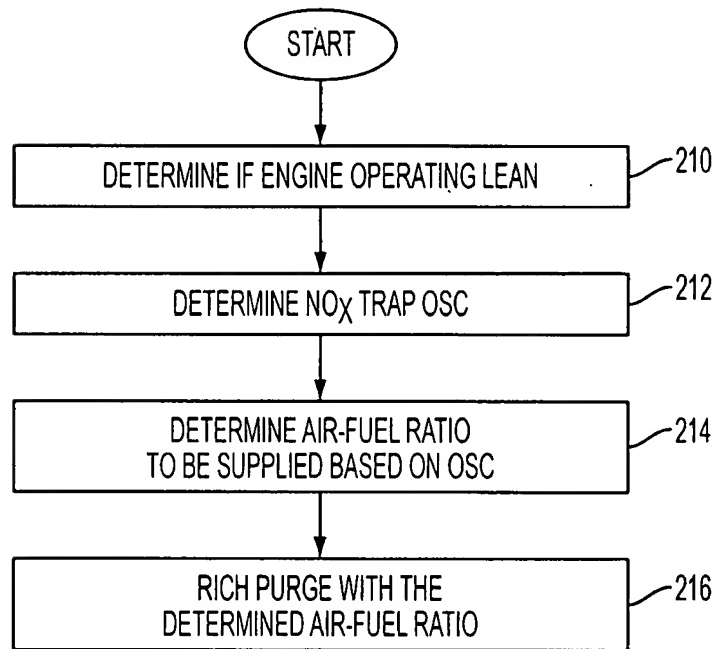 START
DETERMINE IF ENGINE OPERATING LEAN
210
DETERMINE NOX TRAP OSC
212
DETERMINE AIR-FUEL RATIO
TO BE SUPPLIED BASED ON OSC
214
RICH PURGE WITH THE
DETERMINED AIR-FUEL RATIO
216